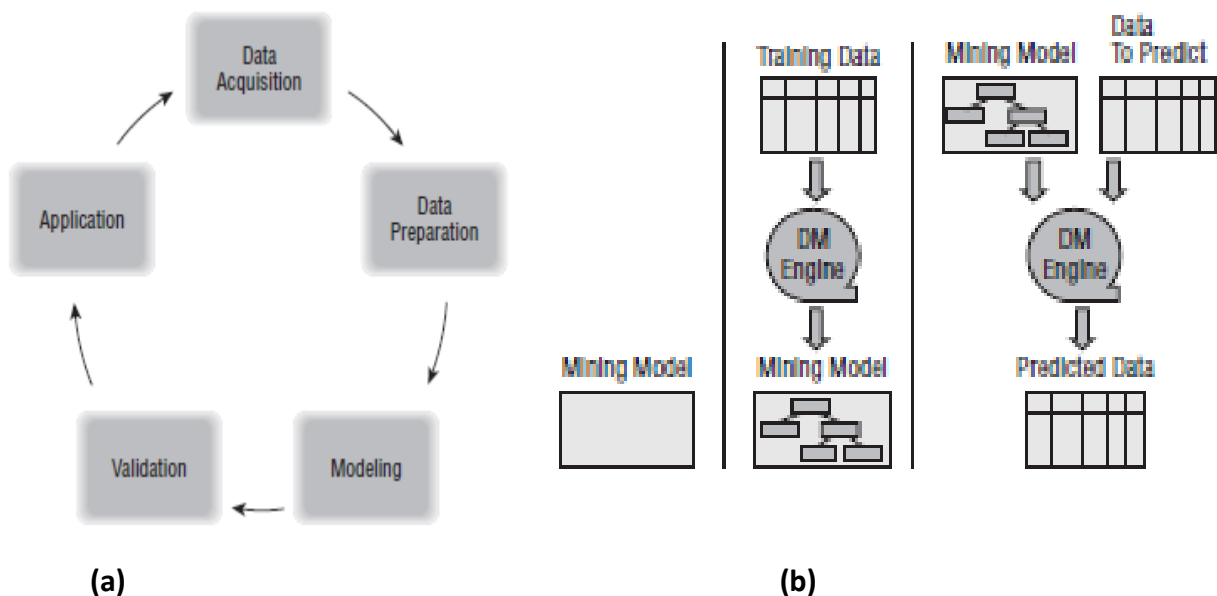 Data
Acquisition
Application
Data
Preparation
Validation
Modeling
(a)
Mining Model
Training Data
DM
Engine
Mining Model
Mining Model
Data
To Predict
DM
Engine
Predicted Data
(b)